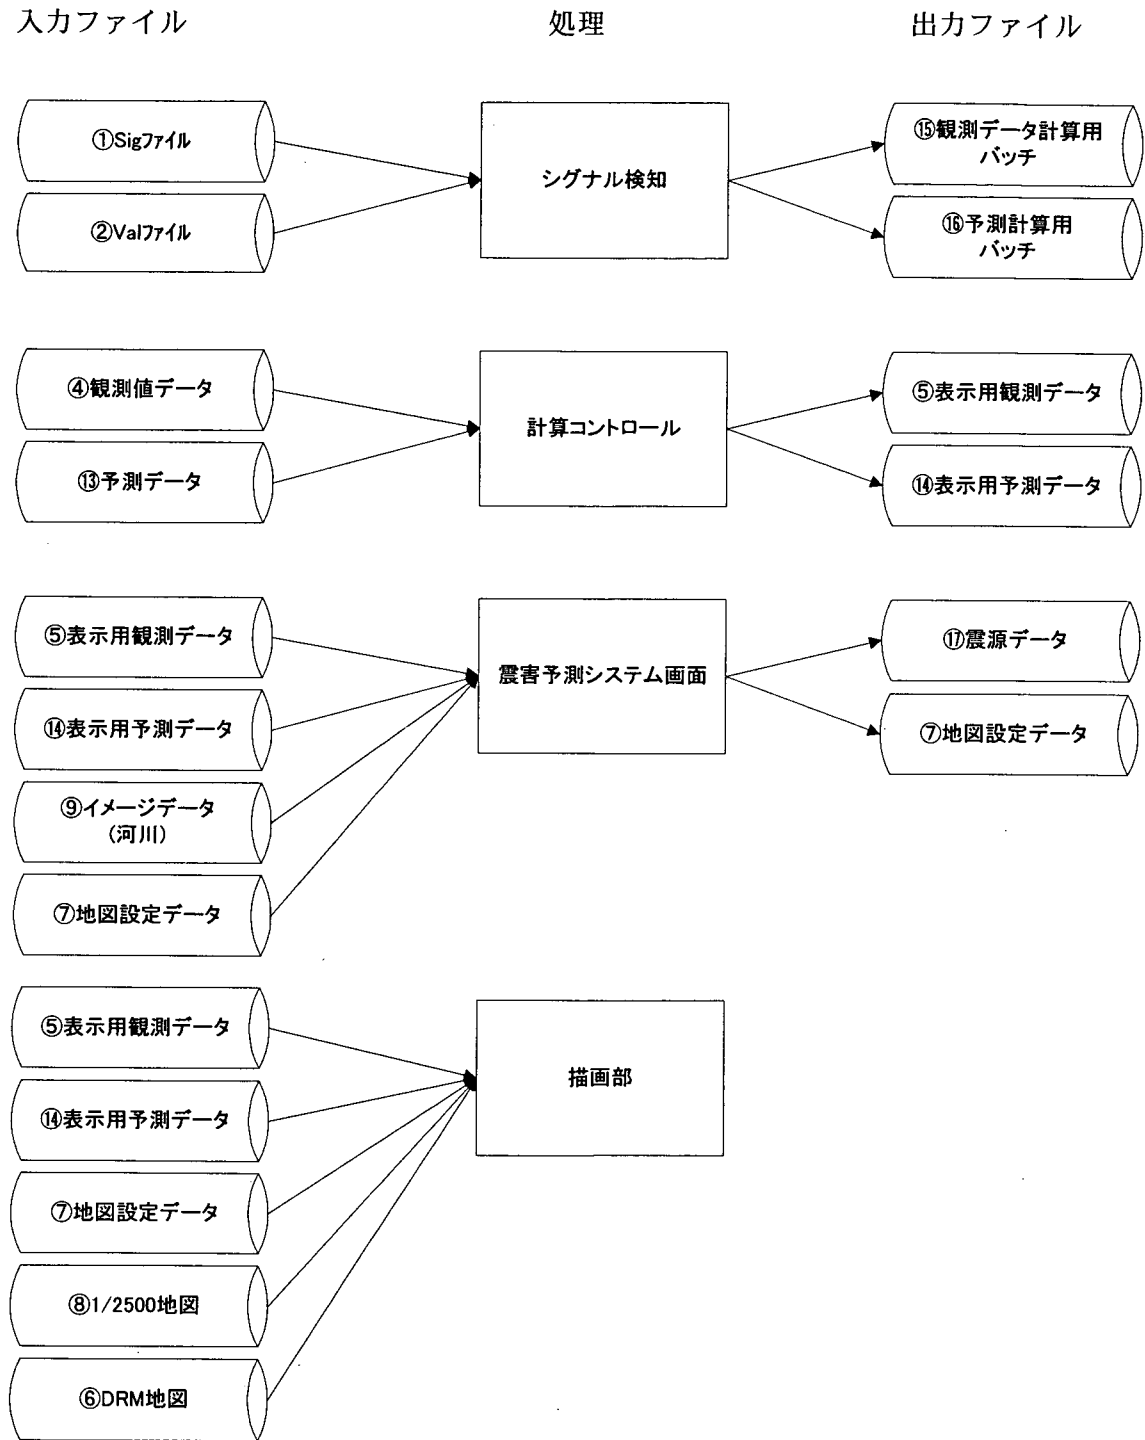 入力ファイル
処理
出力ファイル
①Sigファイル
②Valファイル
シグナル検知
⑮観測データ計算用
バッチ
⑯予測計算用
バッチ
④観測値データ
⑬予測データ
計算コントロール
⑤表示用観測データ
⑭表示用予測データ
⑤表示用観測データ
⑭表示用予測データ
⑨イメージデータ
(河川)
⑦地図設定データ
震害予測システム画面
⑰震源データ
⑦地図設定データ
⑤表示用観測データ
⑭表示用予測データ
⑦地図設定データ
⑧1/2500地図
⑥DRM地図
描画部